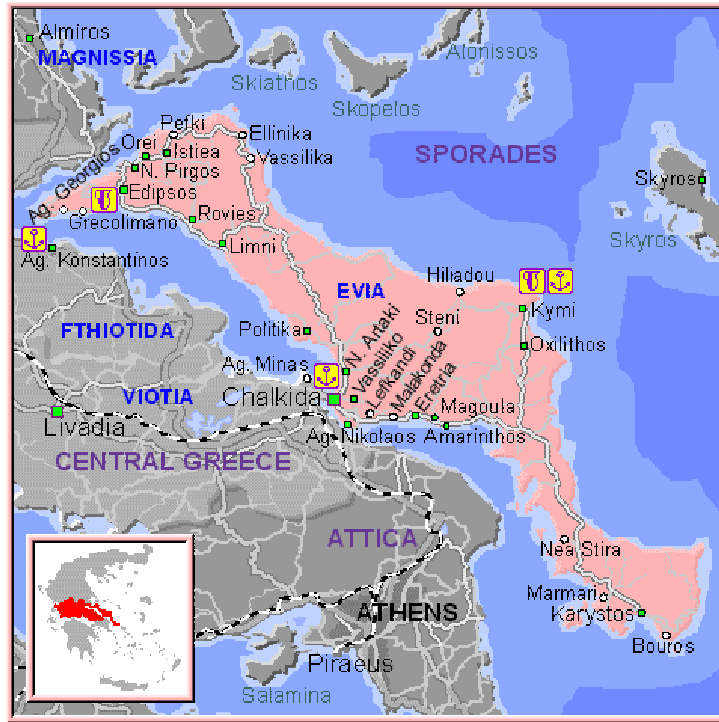 Almiros
MAGNISSIA
Alonissos
Skiathos
Skopelos
Pefki
Ellinika
Orei
Istiea
Vassilika
SPORADES
N. Pirgos
Skyros
Ag. Georgios
Edipsos
Rovies
Grecolimano
Skyros
Limni
Ag. Konstantinos
Hiliadou
EVIA
Kymi
Steni
FTHIOTIDA
Politika
N. Artaki
Oxilithos
Ag. Minas
Vassiliko
Lefkandi
Malakonda
Eretria
VIOTIA
Chalkida
Magoula
Livadia
Ag. Nikolaos
Amarinthos
CENTRAL GREECE
ATTICA
Nea Stira
Marmari
ATHENS
Karystos
Bouros
Piraeus
Salamina